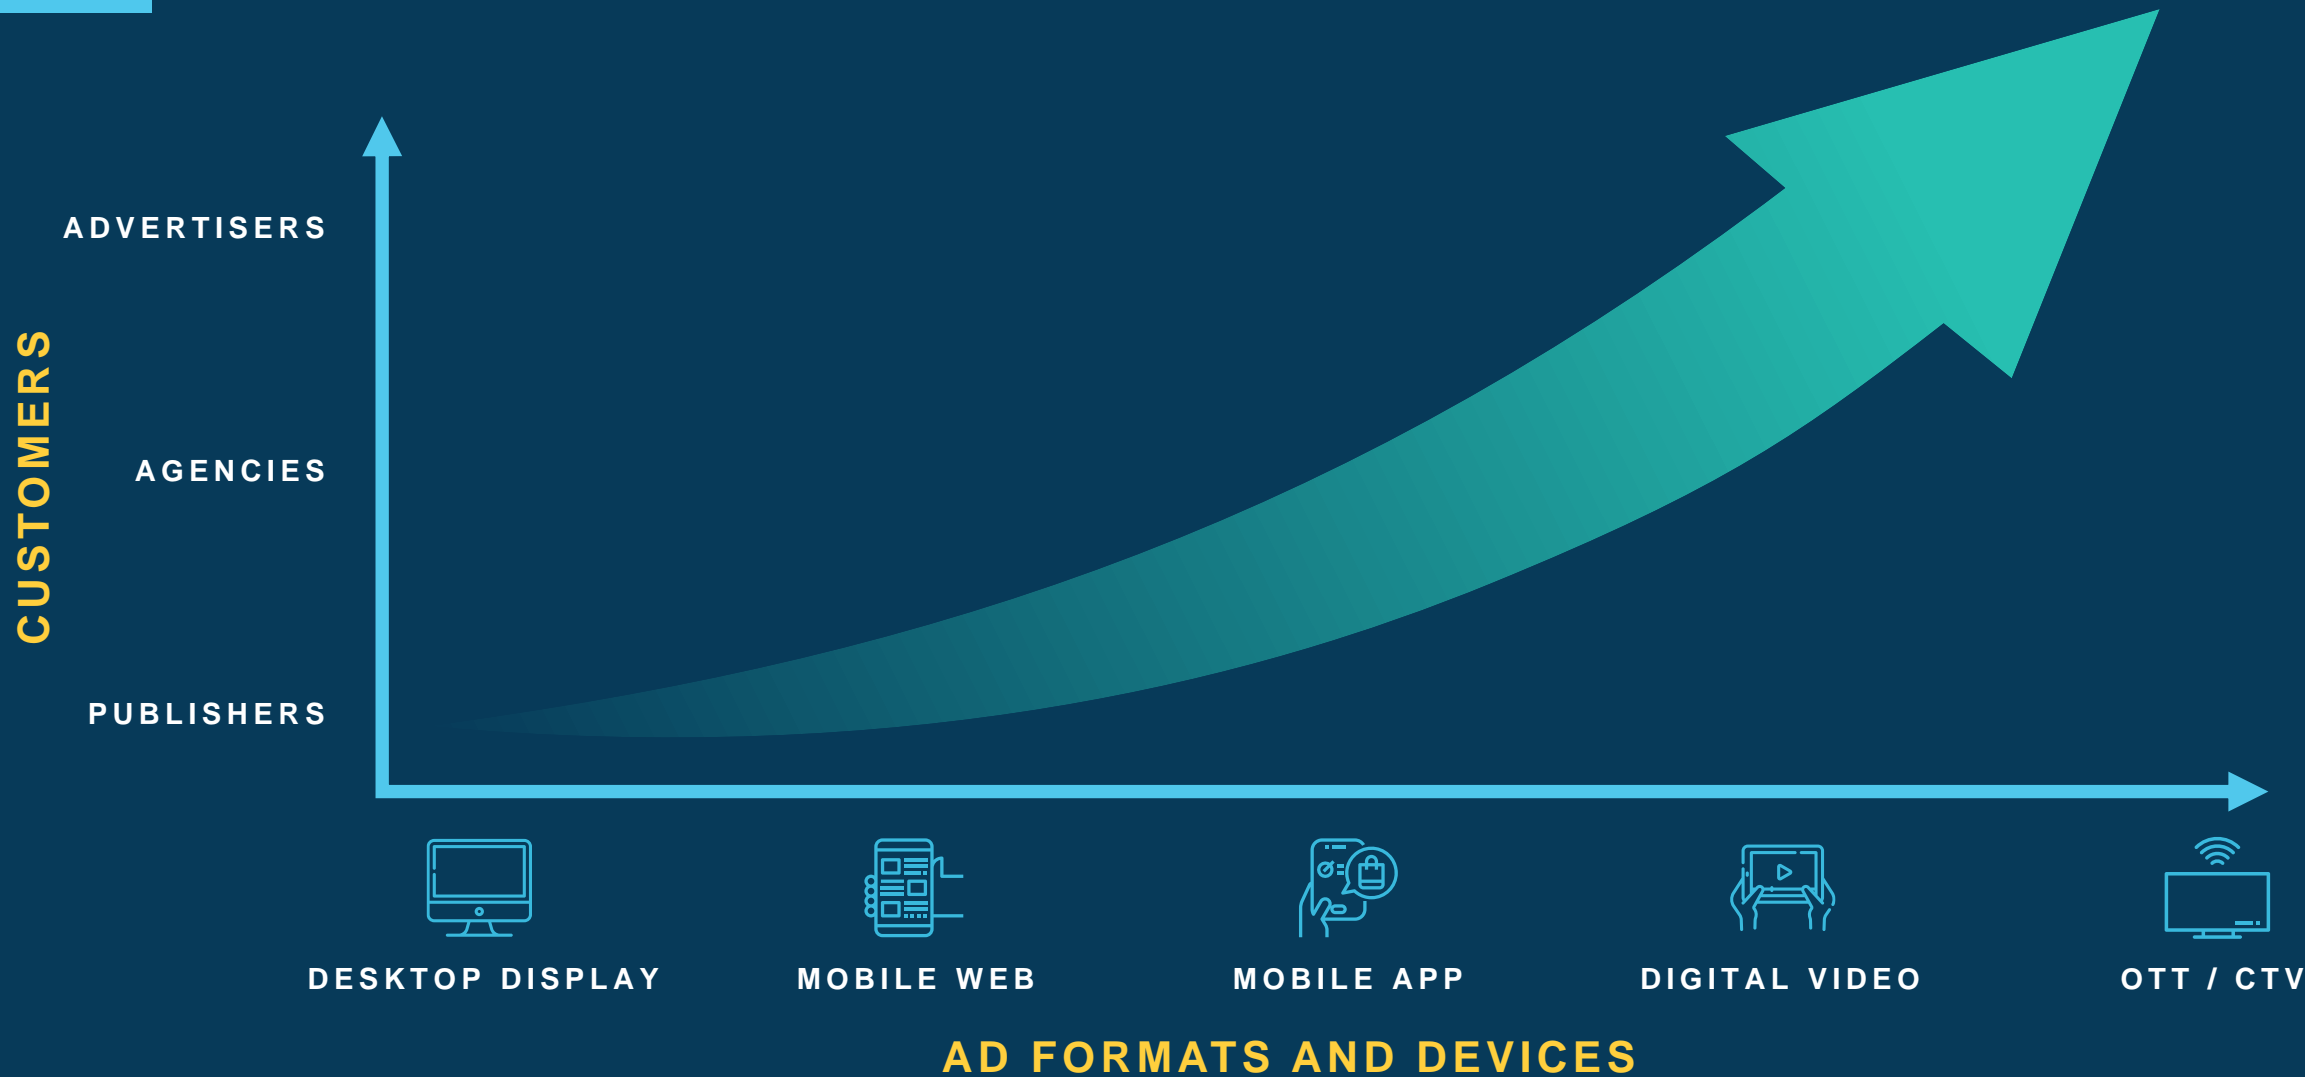 ADVERTISERS
CUSTOMERS
AGENCIES
PUBLISHERS
DESKTOP DISPLAY
MOBILE WEB
MOBILE APP
DIGITAL VIDEO
OTT / CTV
AD FORMATS AND DEVICES